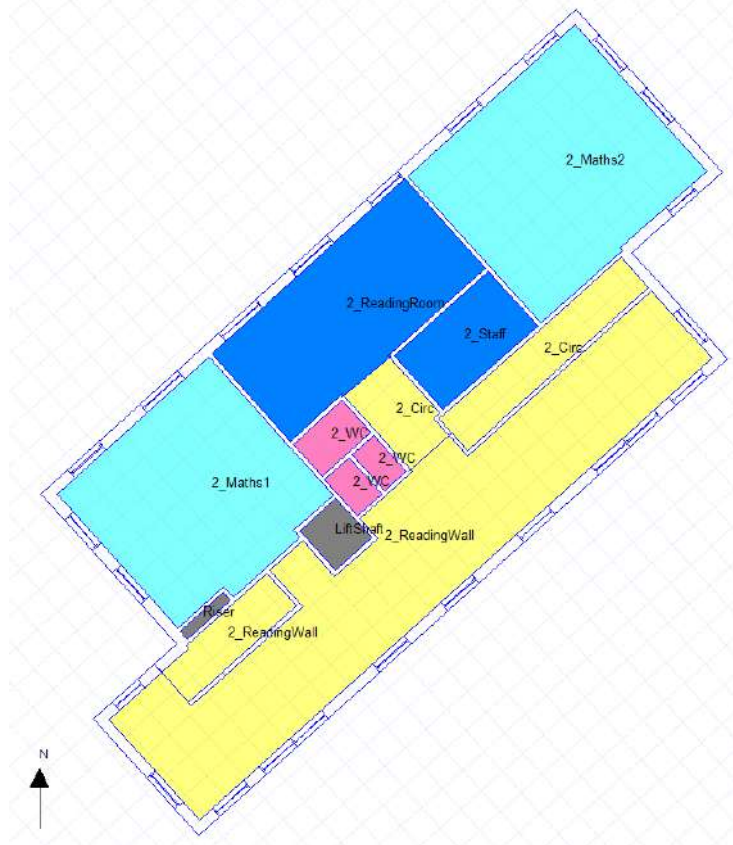 2_Maths2
2_ReadingRoom
2_Staff
2_Circ
2_Circ
2_WC
2_WC
2_WC
2_Maths1
LiftShaft
2_ReadingWall
Riser
2_ReadingWall
N